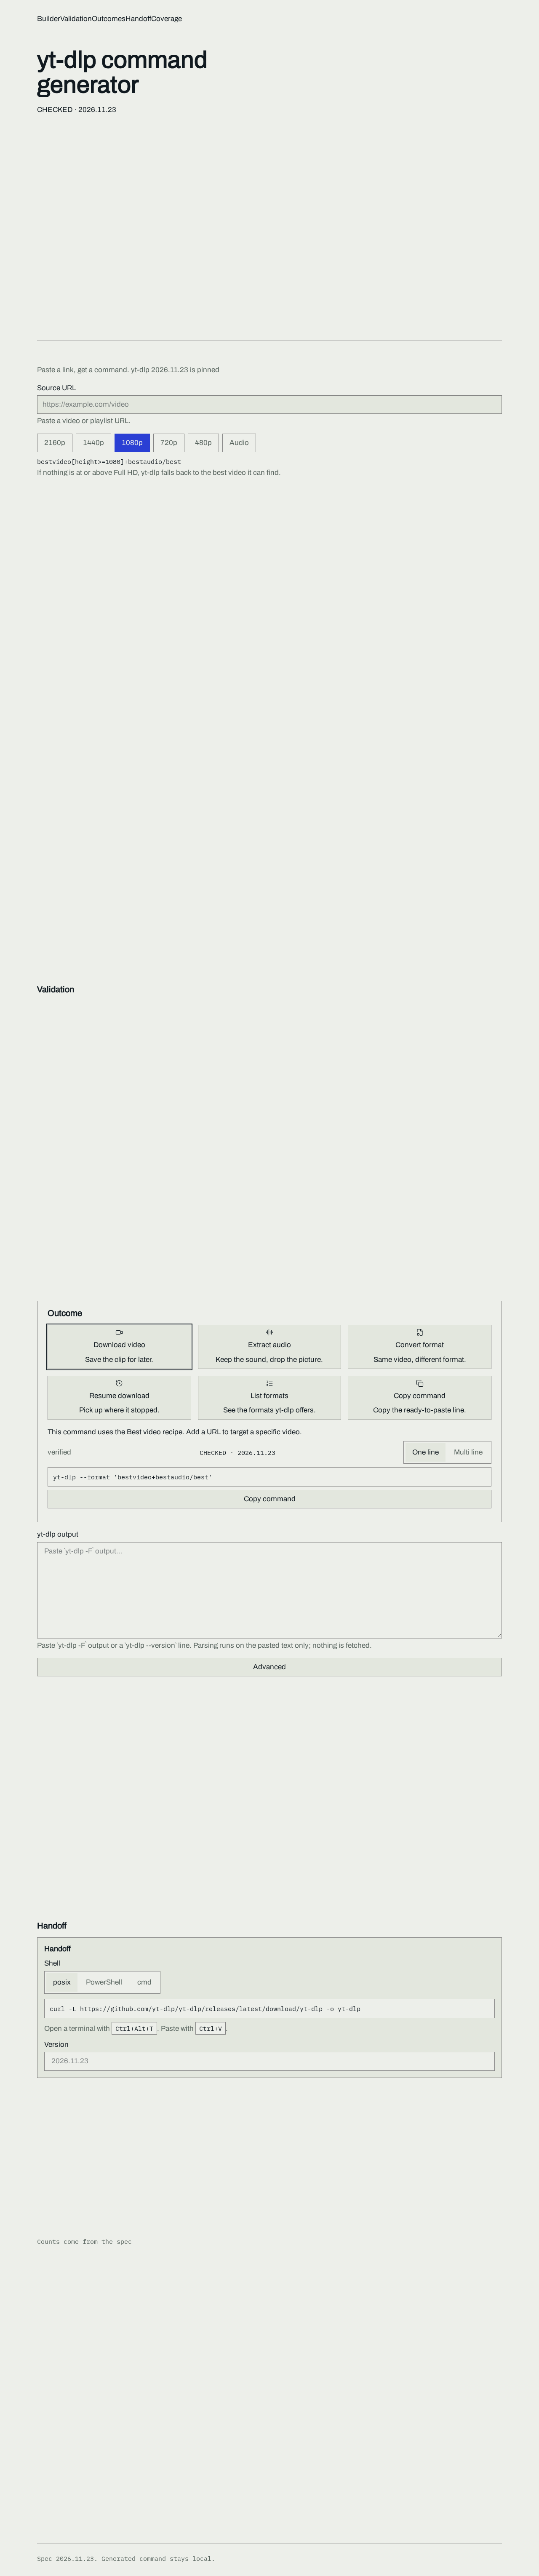 BuilderValidationOutcomesHandoffCoverage
yt-dlp command
generator
CHECKED · 2026.11.23
Paste a link, get a command. yt-dlp 2026.11.23 is pinned
Source URL
https://example.com/video
Paste a video or playlist URL.
2160p 1440p 1080p 720p 480p Audio
bestvideo[height>=1080]+bestaudio/best
If nothing is at or above Full HD, yt-dlp falls back to the best video it can find.
Validation
Outcome
Download video
Save the clip for later.
Extract audio
Keep the sound, drop the picture.
Convert format
Same video, different format.
Resume download
Pick up where it stopped.
List formats
See the formats yt-dlp offers.
Copy command
Copy the ready-to-paste line.
This command uses the Best video recipe. Add a URL to target a specific video.
verified CHECKED · 2026.11.23 One line Multi line
yt-dlp --format 'bestvideo+bestaudio/best'
Copy command
yt-dlp output
Paste `yt-dlp -F` output...
Paste `yt-dlp -F` output or a `yt-dlp --version` line. Parsing runs on the pasted text only; nothing is fetched.
Advanced
Handoff
Handoff
Shell
posix PowerShell cmd
curl -L https://github.com/yt-dlp/yt-dlp/releases/latest/download/yt-dlp -o yt-dlp
Open a terminal with Ctrl+Alt+T. Paste with Ctrl+V.
Version
2026.11.23
Counts come from the spec
Spec 2026.11.23. Generated command stays local.